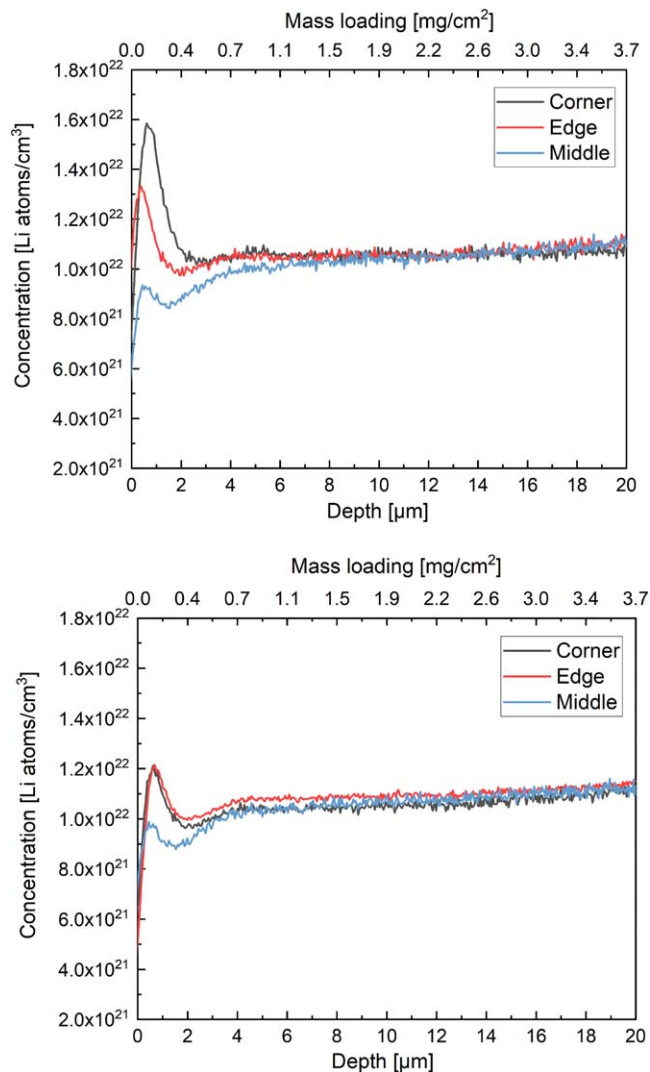 Mass loading [mg/cm²]
0.0 0.4 0.7 1.1 1.5 1.9 2.2 2.6 3.0 3.4 3.7
1.8x10²²
1.6x10²²
1.4x10²²
1.2x10²²
1.0x10²²
8.0x10²¹
6.0x10²¹
4.0x10²¹
2.0x10²¹
Concentration [Li atoms/cm³]
Corner
Edge
Middle
0 2 4 6 8 10 12 14 16 18 20
Depth [µm]
Mass loading [mg/cm²]
0.0 0.4 0.7 1.1 1.5 1.9 2.2 2.6 3.0 3.4 3.7
1.8x10²²
1.6x10²²
1.4x10²²
1.2x10²²
1.0x10²²
8.0x10²¹
6.0x10²¹
4.0x10²¹
2.0x10²¹
Concentration [Li atoms/cm³]
Corner
Edge
Middle
0 2 4 6 8 10 12 14 16 18 20
Depth [µm]